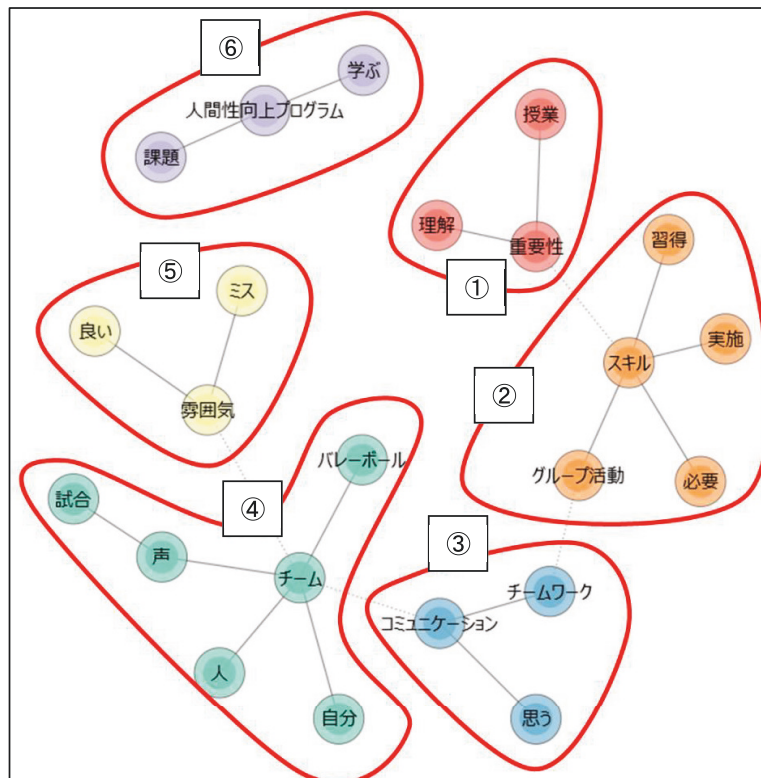 ⑥
学ぶ
人間性向上プログラム
課題
授業
理解
重要性
①
習得
実施
スキル
②
グループ活動
必要
⑤
ミス
良い
雰囲気
バレーボール
④
試合
声
チーム
人
自分
③
チームワーク
コミュニケーション
思う